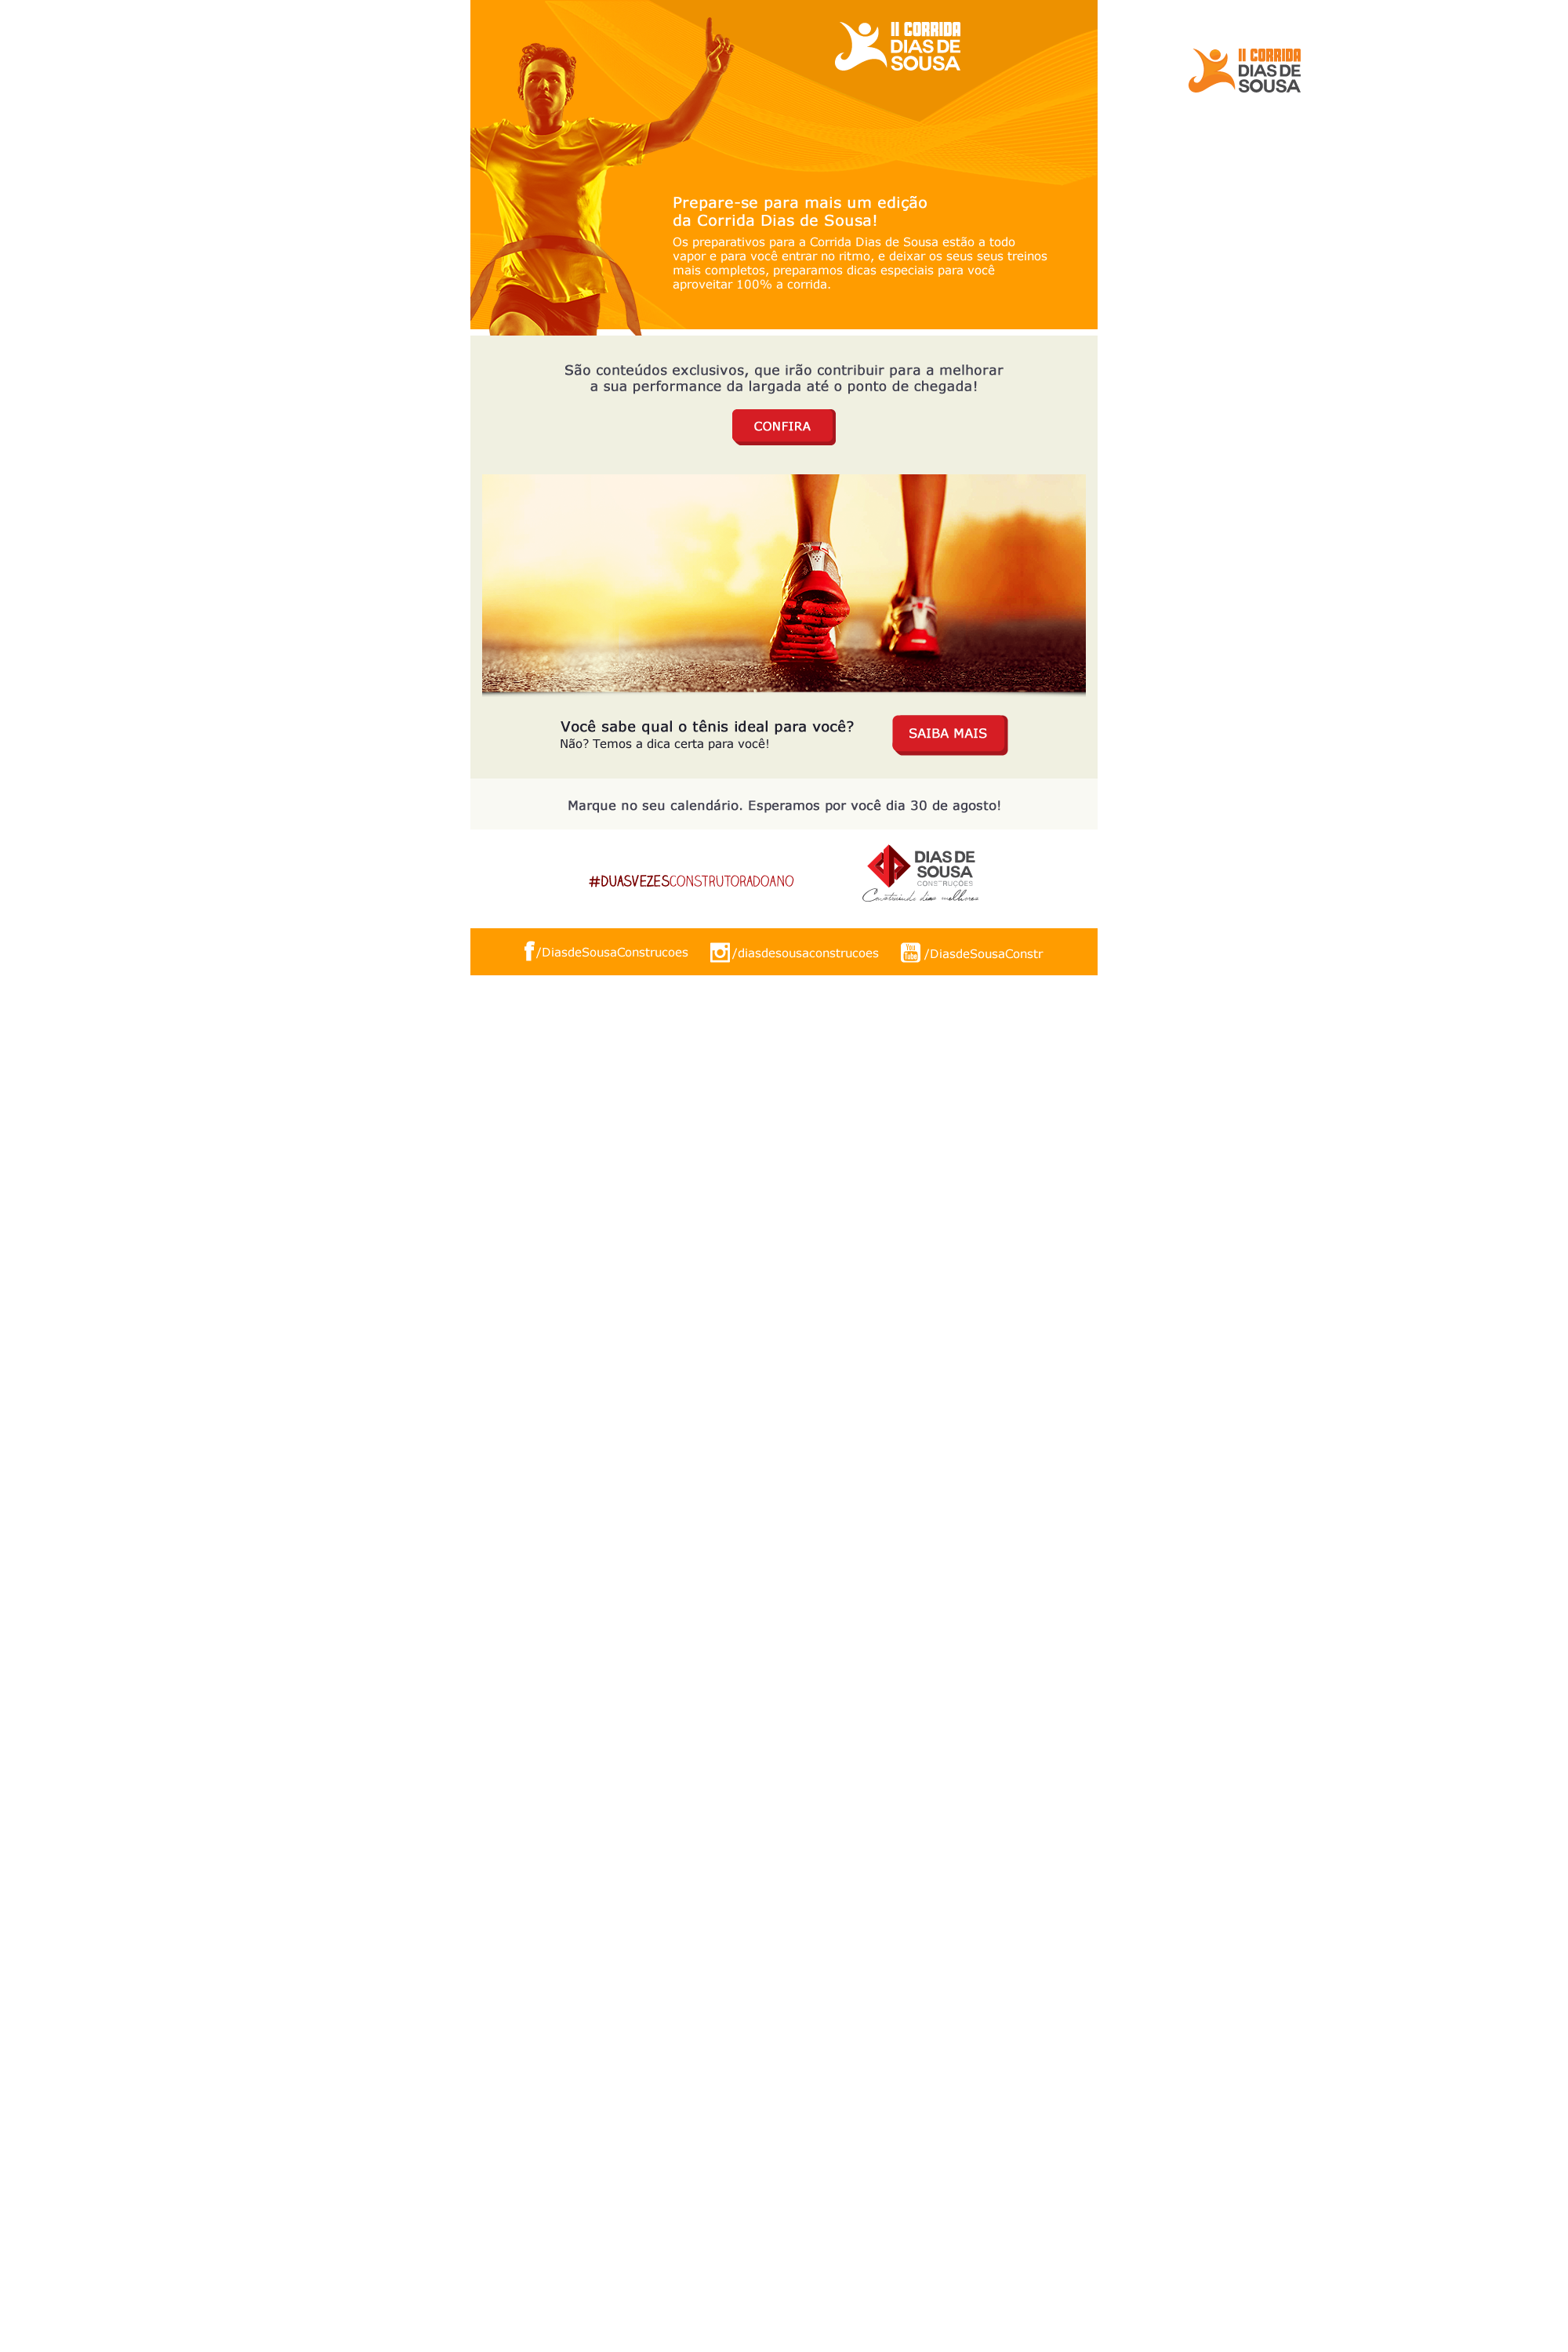 II CORRIDA
DIAS DE
SOUSA
II CORRIDA
DIAS DE
SOUSA
Prepare-se para mais um edição
da Corrida Dias de Sousa!
Os preparativos para a Corrida Dias de Sousa estão a todo
vapor e para você entrar no ritmo, e deixar os seus seus treinos
mais completos, preparamos dicas especiais para você
aproveitar 100% a corrida.
São conteúdos exclusivos, que irão contribuir para a melhorar
a sua performance da largada até o ponto de chegada!
CONFIRA
Você sabe qual o tênis ideal para você?
Não? Temos a dica certa para você!
SAIBA MAIS
Marque no seu calendário. Esperamos por você dia 30 de agosto!
#DUASVEZESCONSTRUTORADOANO
DIAS DE
SOUSA
CONSTRUÇÕES
Construindo dias melhores
/DiasdeSousaConstrucoes
/diasdesousaconstrucoes
You
Tube
/DiasdeSousaConstr